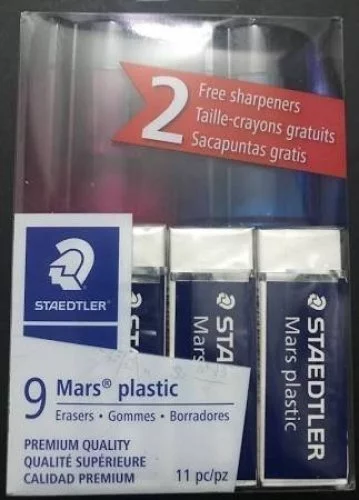 2
Free sharpeners
Taille-crayons gratuits
Sacapuntas gratis
STAEDTLER
9 Mars® plastic
Erasers • Gommes • Borradores
PREMIUM QUALITY
QUALITÉ SUPÉRIEURE
CALIDAD PREMIUM
11 pc/pz
STAEDTLER
Mars plastic
STAEDTLER
Mars plastic